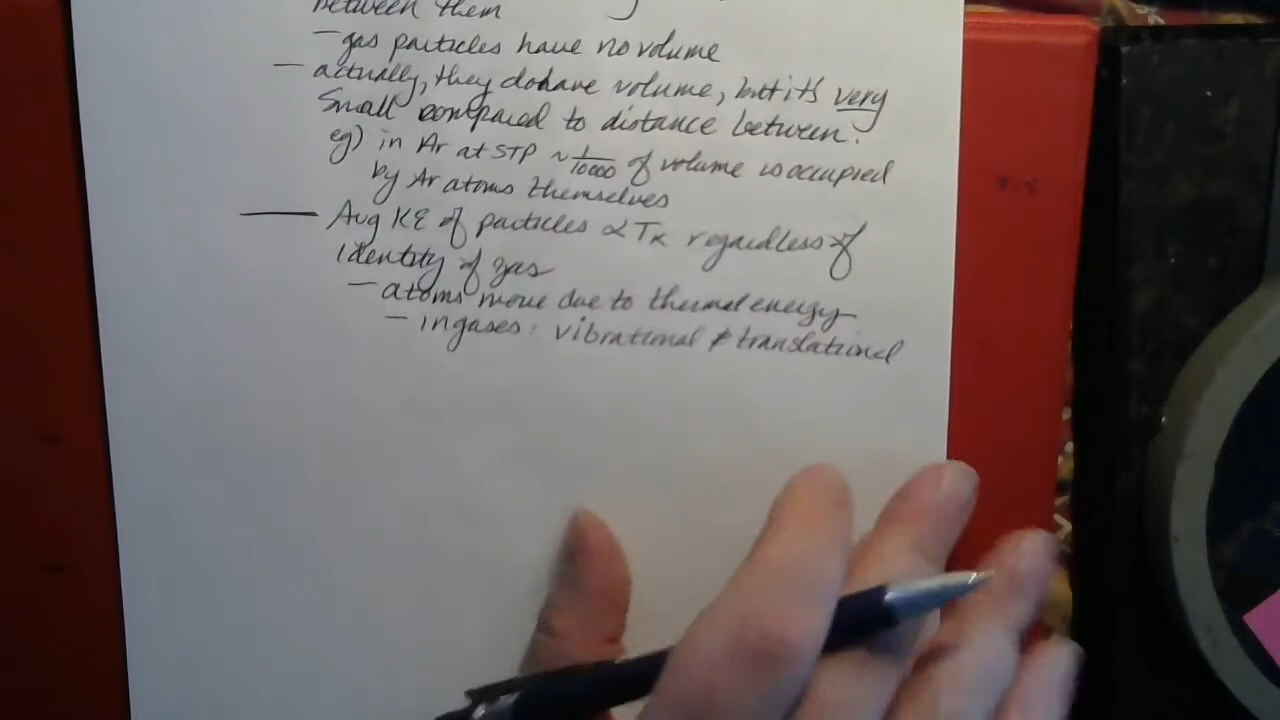 between them
- gas particles have no volume
- actually, they do have volume, but it's very
small compared to distance between.
eg) in Ar at STP ~ 1/10000 of volume is occupied
by Ar atoms themselves
— Avg KE of particles ∝ TK regardless of
identity of gas
- atoms move due to thermal energy
- in gases: vibrational & translational